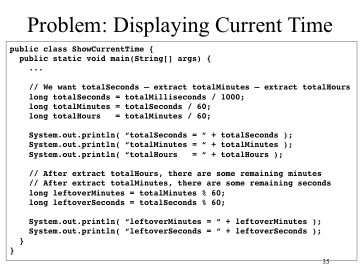 Problem: Displaying Current Time
public class ShowCurrentTime {
public static void main(String[] args) {
...
// We want totalSeconds – extract totalMinutes – extract totalHours
long totalSeconds = totalMilliseconds / 1000;
long totalMinutes = totalSeconds / 60;
long totalHours = totalMinutes / 60;
System.out.println( “totalSeconds = “ + totalSeconds );
System.out.println( “totalMinutes = “ + totalMinutes );
System.out.println( “totalHours = “ + totalHours );
// After extract totalHours, there are some remaining minutes
// After extract totalMinutes, there are some remaining seconds
long leftoverMinutes = totalMinutes % 60;
long leftoverSeconds = totalSeconds % 60;
System.out.println( “leftoverMinutes = “ + leftoverMinutes );
System.out.println( “leftoverSeconds = “ + leftoverSeconds );
}
}
35